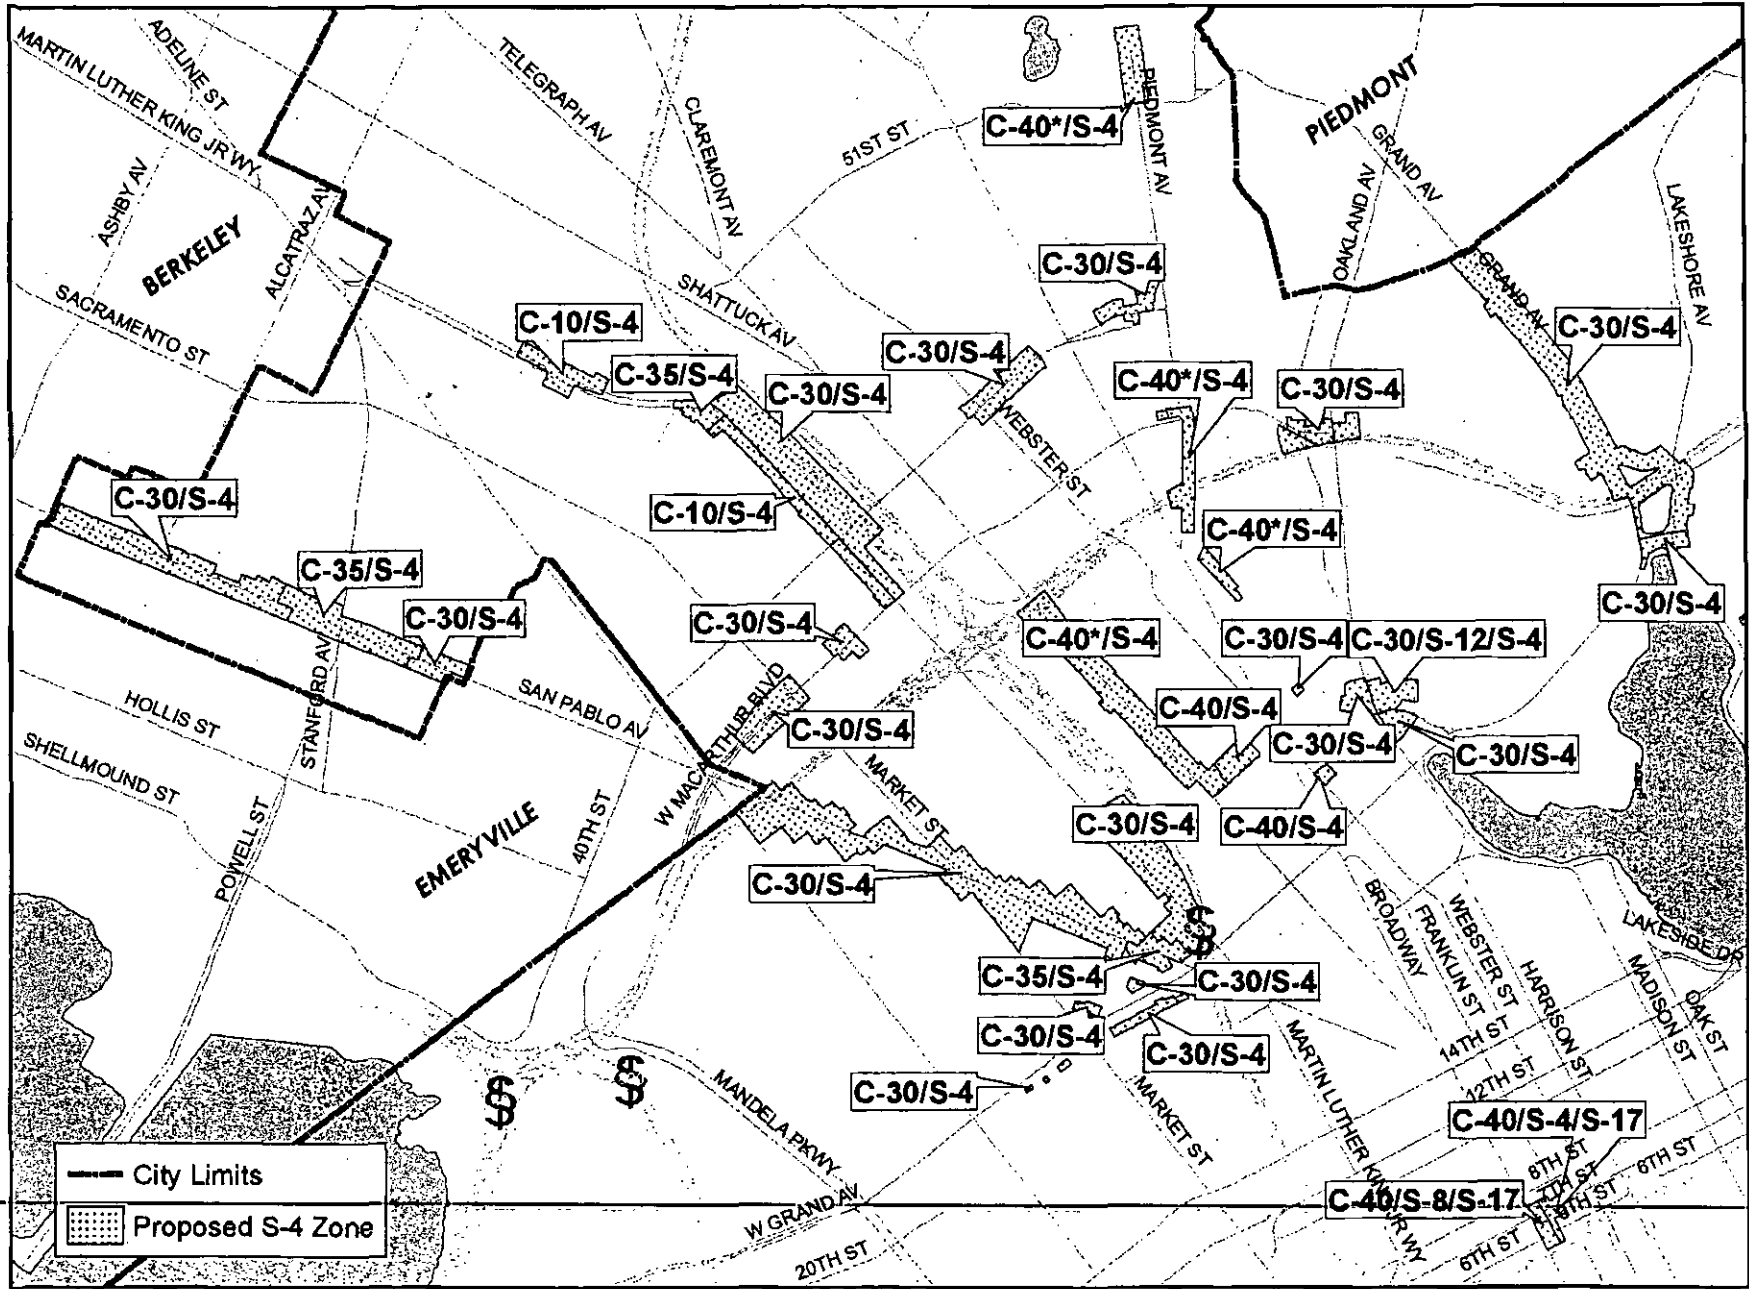 MARTIN LUTHER KING JR WY
ADELINE ST
TELEGRAPH AV
CLAREMONT AV
51ST ST
PIEDMONT AV
C-40*/S-4
PIEDMONT
GRAND AV
OAKLAND AV
LAKESHORE AV
ASHBY AV
BERKELEY
ALCATRAZ AV
SACRAMENTO ST
SHATTUCK AV
C-30/S-4
GRAND AV
C-10/S-4
C-35/S-4
C-30/S-4
C-30/S-4
C-40*/S-4
C-30/S-4
C-30/S-4
WEBSTER ST
C-30/S-4
C-10/S-4
C-40*/S-4
C-35/S-4
C-30/S-4
C-30/S-4
C-30/S-4
C-40*/S-4
C-30/S-4
C-30/S-12/S-4
STANFORD AV
HOLLIS ST
SAN PABLO AV
W MACARTHUR BLVD
C-30/S-4
C-40/S-4
C-30/S-4
C-30/S-4
SHELLMOUND ST
POWELL ST
EMERYVILLE
40TH ST
MARKET ST
C-30/S-4
C-40/S-4
C-30/S-4
BROADWAY
FRANKLIN ST
WEBSTER ST
HARRISON ST
MADISON ST
OAK ST
LAKESIDE DR
C-35/S-4
C-30/S-4
C-30/S-4
C-30/S-4
C-30/S-4
14TH ST
12TH ST
MANDELA PKWY
MARKET ST
MARTIN LUTHER KING JR WY
C-40/S-4/S-17
8TH ST
7TH ST
6TH ST
C-40/S-8/S-17
6TH ST
W GRAND AV
20TH ST
City Limits
Proposed S-4 Zone